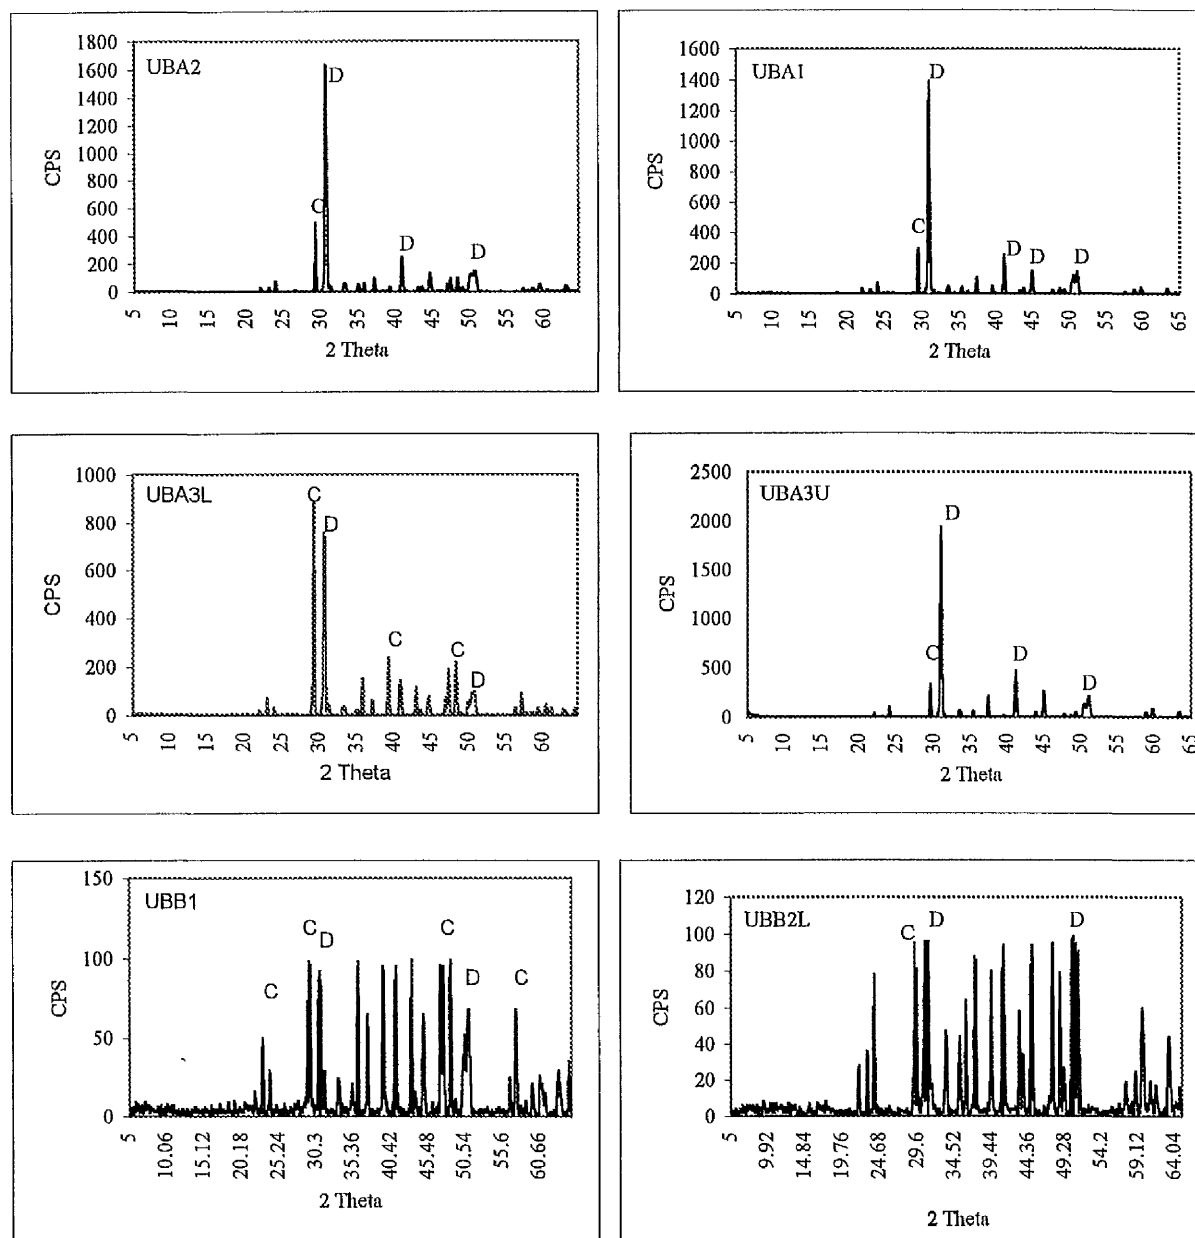 UBA2
1800
1600
1400
1200
1000
800
600
400
200
0
CPS
D
C
D
D
5 10 15 20 25 30 35 40 45 50 55 60
2 Theta
UBA1
1600
1400
1200
1000
800
600
400
200
0
CPS
D
C
D D D
5 10 15 20 25 30 35 40 45 50 55 60 65
2 Theta
UBA3L
1000
800
600
400
200
0
CPS
C
D
C C
D
5 10 15 20 25 30 35 40 45 50 55 60
2 Theta
UBA3U
2500
2000
1500
1000
500
0
CPS
D
C D
D
5 10 15 20 25 30 35 40 45 50 55 60 65
2 Theta
UBB1
150
100
50
0
CPS
C C
D
D C
C
5 10.06 15.12 20.18 25.24 30.3 35.36 40.42 45.48 50.54 55.6 60.66
2 Theta
UBB2L
120
100
80
60
40
20
0
CPS
C D D
5 9.92 14.84 19.76 24.68 29.6 34.52 39.44 44.36 49.28 54.2 59.12 64.04
2 Theta